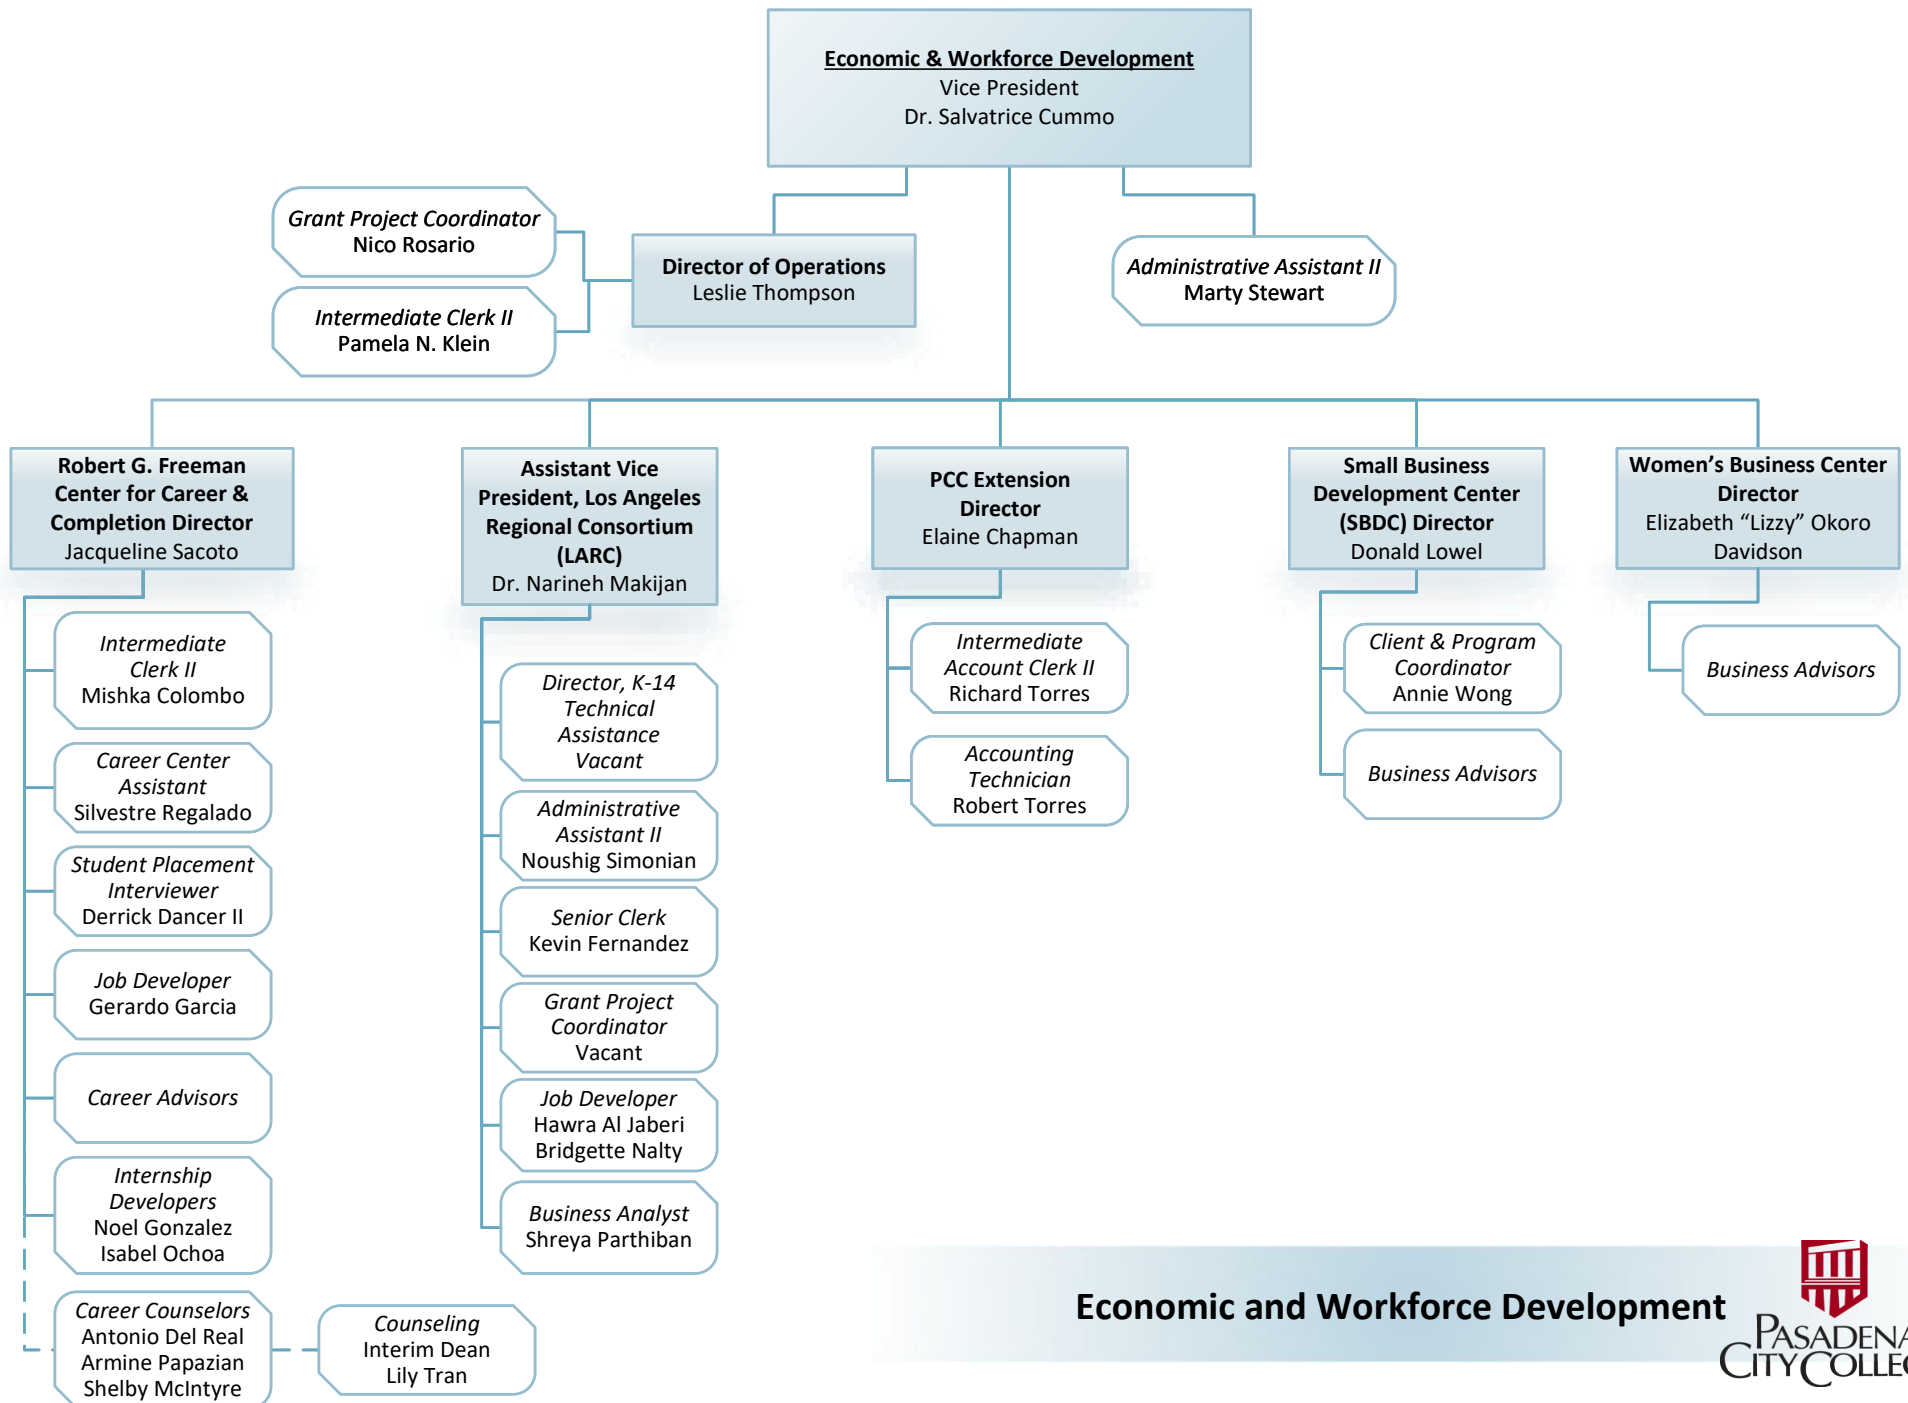 Economic & Workforce Development
Vice President
Dr. Salvatrice Cummo
Grant Project Coordinator
Nico Rosario
Intermediate Clerk II
Pamela N. Klein
Director of Operations
Leslie Thompson
Administrative Assistant II
Marty Stewart
Robert G. Freeman
Center for Career &
Completion Director
Jacqueline Sacoto
Intermediate
Clerk II
Mishka Colombo
Career Center
Assistant
Silvestre Regalado
Student Placement
Interviewer
Derrick Dancer II
Job Developer
Gerardo Garcia
Career Advisors
Internship
Developers
Noel Gonzalez
Isabel Ochoa
Career Counselors
Antonio Del Real
Armine Papazian
Shelby McIntyre
Counseling
Interim Dean
Lily Tran
Assistant Vice
President, Los Angeles
Regional Consortium
(LARC)
Dr. Narineh Makijan
Director, K-14
Technical
Assistance
Vacant
Administrative
Assistant II
Noushig Simonian
Senior Clerk
Kevin Fernandez
Grant Project
Coordinator
Vacant
Job Developer
Hawra Al Jaberi
Bridgette Nalty
Business Analyst
Shreya Parthiban
PCC Extension
Director
Elaine Chapman
Intermediate
Account Clerk II
Richard Torres
Accounting
Technician
Robert Torres
Small Business
Development Center
(SBDC) Director
Donald Lowel
Client & Program
Coordinator
Annie Wong
Business Advisors
Women's Business Center
Director
Elizabeth “Lizzy” Okoro
Davidson
Business Advisors
Economic and Workforce Development
PASADENA
CITY COLLEG